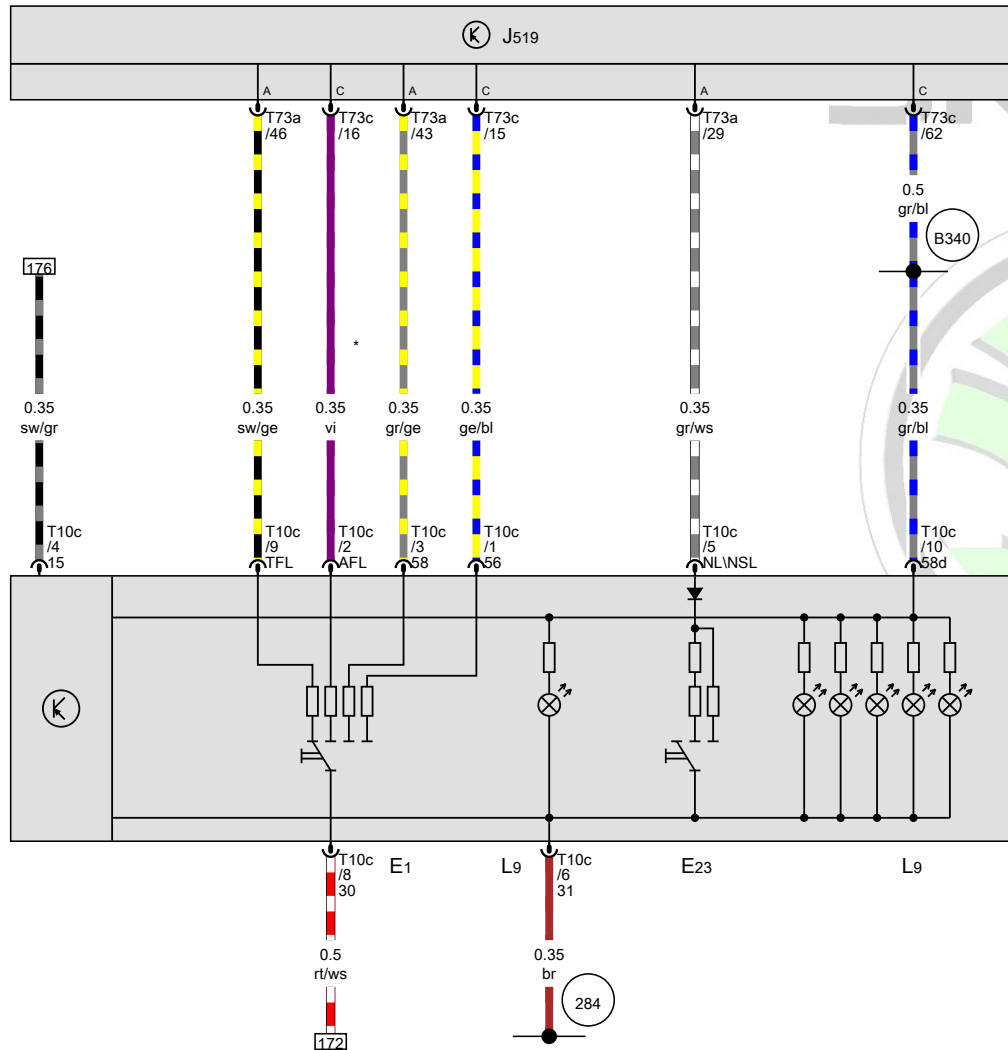 J519
A C A C A C
T73a T73c T73a T73c T73a T73c
/46 /16 /43 /15 /29 /62
0.5
gr/bl
B340
176
*
0.35 0.35 0.35 0.35 0.35 0.35 0.35
sw/gr sw/ge vi gr/ge ge/bl gr/ws gr/bl
T10c T10c T10c T10c T10c T10c T10c
/4 /9 /2 /3 /1 /5 /10
15 TFL AFL 58 56 NL\NSL 58d
T10c T10c
/8 /6
30 31
E1 L9 E23 L9
0.5 0.35
rt/ws br
284
172